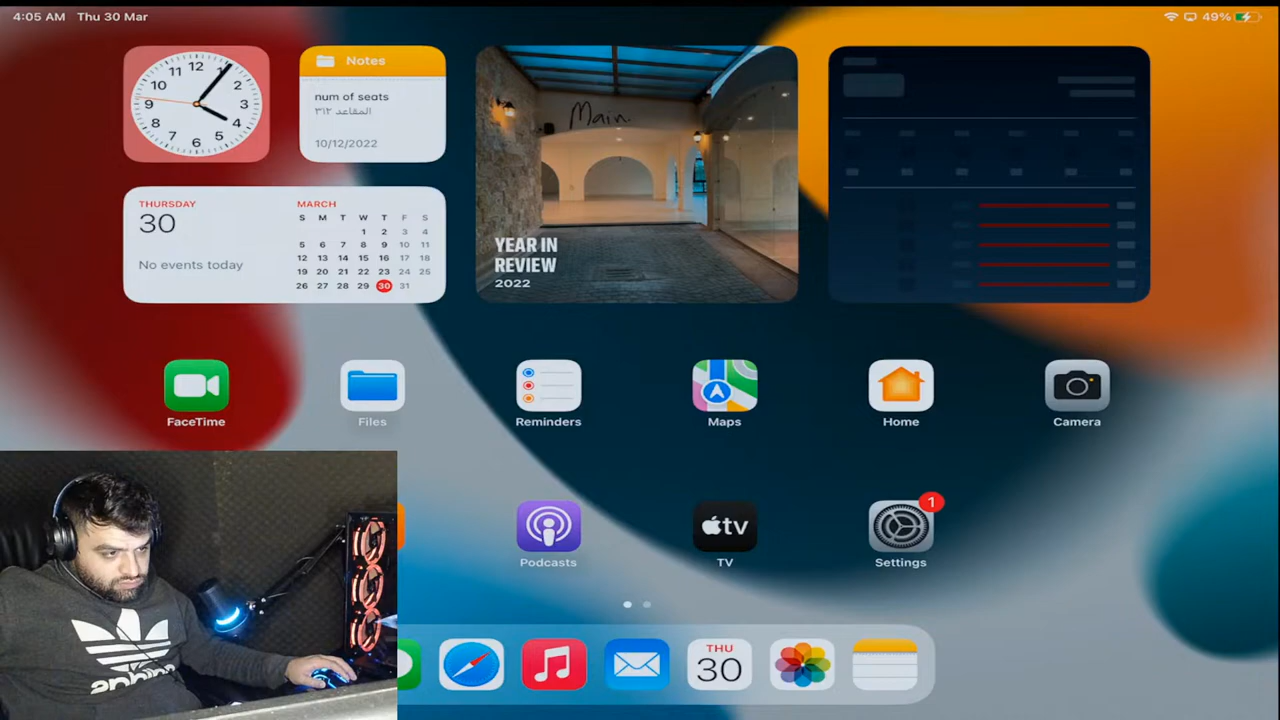 4:05 AM Thu 30 Mar
49%
12
11
1
10
2
9
3
8
4
7
5
6
Notes
num of seats
المقاعد ٣١٢
10/12/2022
Main.
YEAR IN
REVIEW
2022
THURSDAY
30
No events today
MARCH
S M T W T F S
1 2 3 4
5 6 7 8 9 10 11
12 13 14 15 16 17 18
19 20 21 22 23 24 25
26 27 28 29 30 31
FaceTime
Files
Reminders
Maps
Home
Camera
1
tv
Podcasts
TV
Settings
THU
30